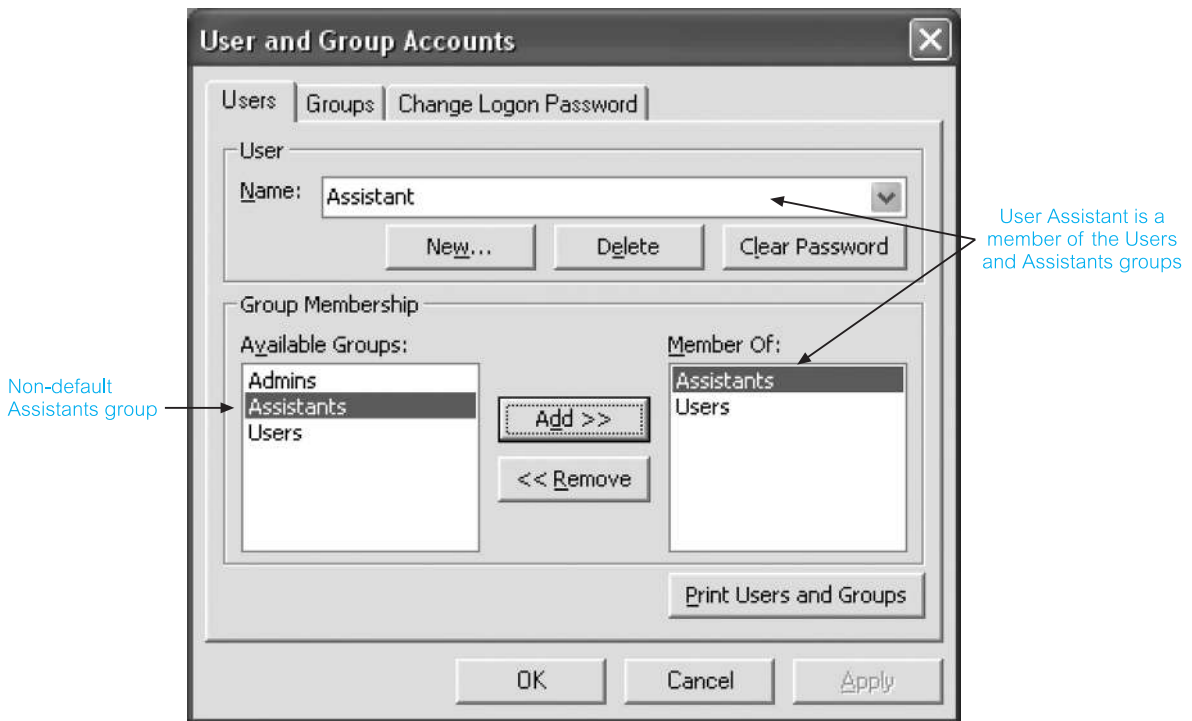 User and Group Accounts
Users Groups Change Logon Password
User
Name: Assistant
New... Delete Clear Password
User Assistant is a
member of the Users
and Assistants groups
Group Membership
Available Groups:
Member Of:
Non-default
Assistants group
Admins
Assistants
Users
Add >>
<< Remove
Assistants
Users
Print Users and Groups
OK Cancel Apply